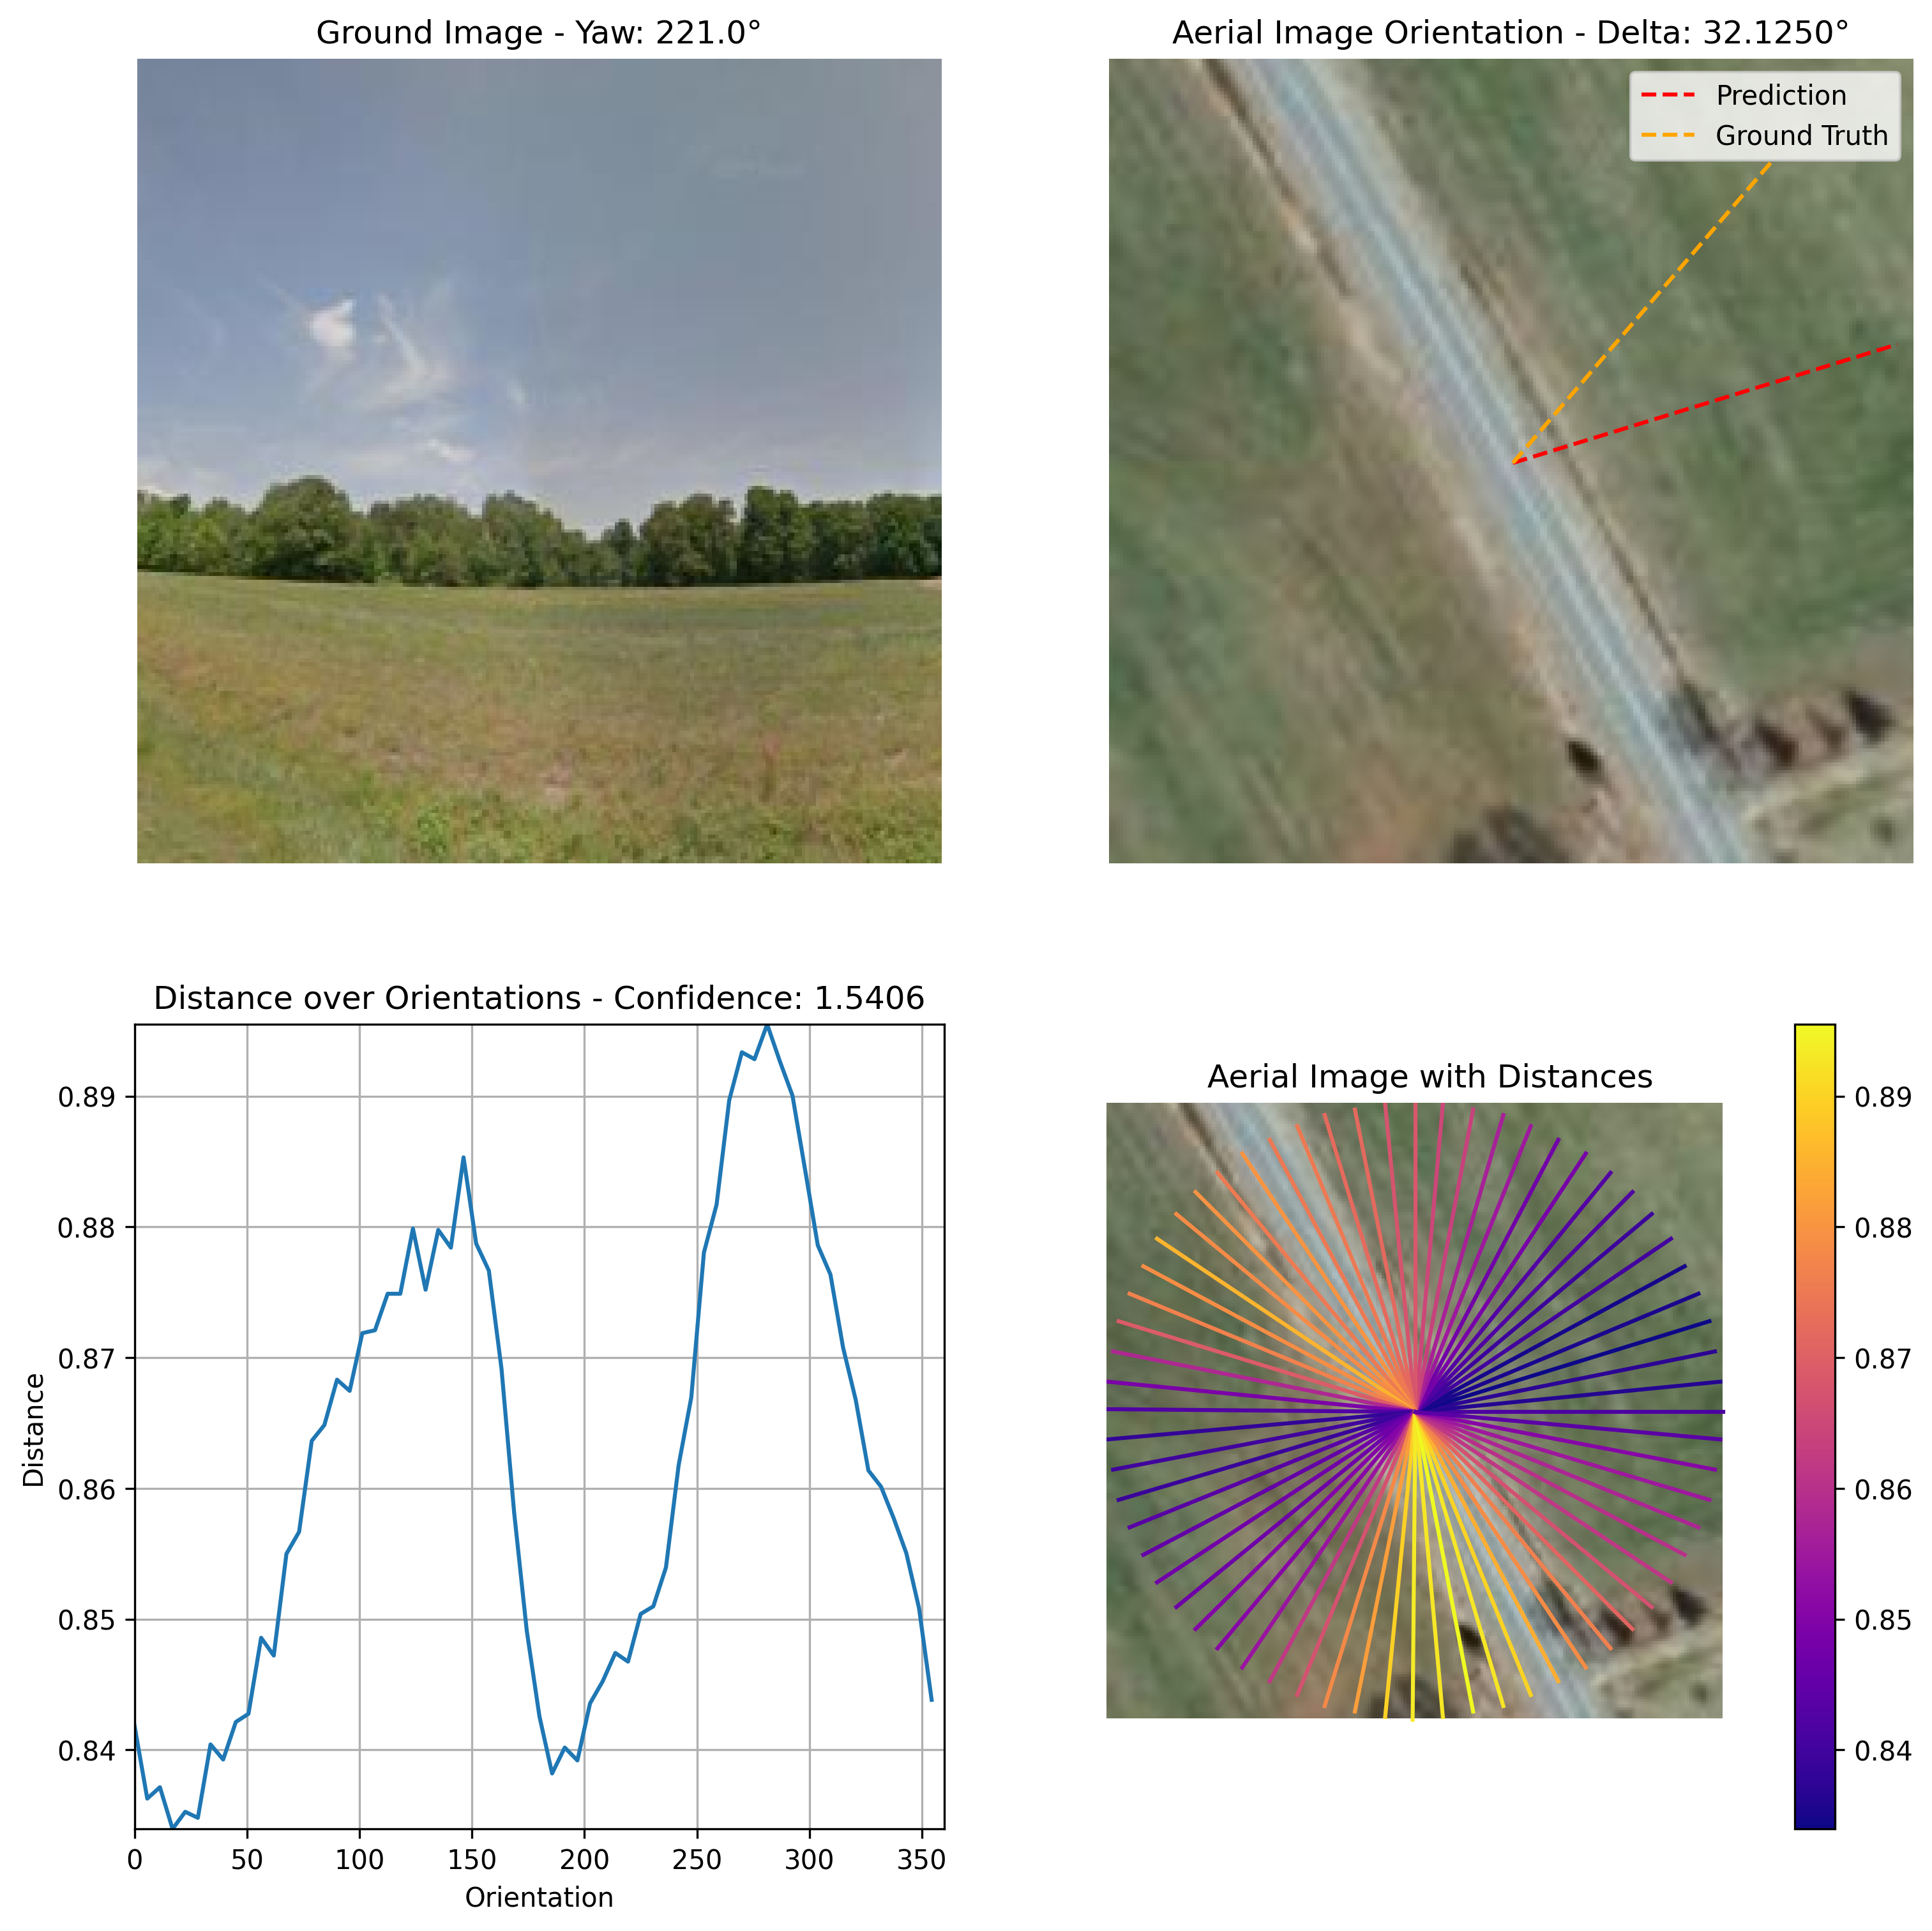 Ground Image - Yaw: 221.0°
Aerial Image Orientation - Delta: 32.1250°
Prediction
Ground Truth
Distance over Orientations - Confidence: 1.5406
0.89
0.88
0.87
0.86
0.85
0.84
Distance
0
50
100
150
200
250
300
350
Orientation
Aerial Image with Distances
0.89
0.88
0.87
0.86
0.85
0.84